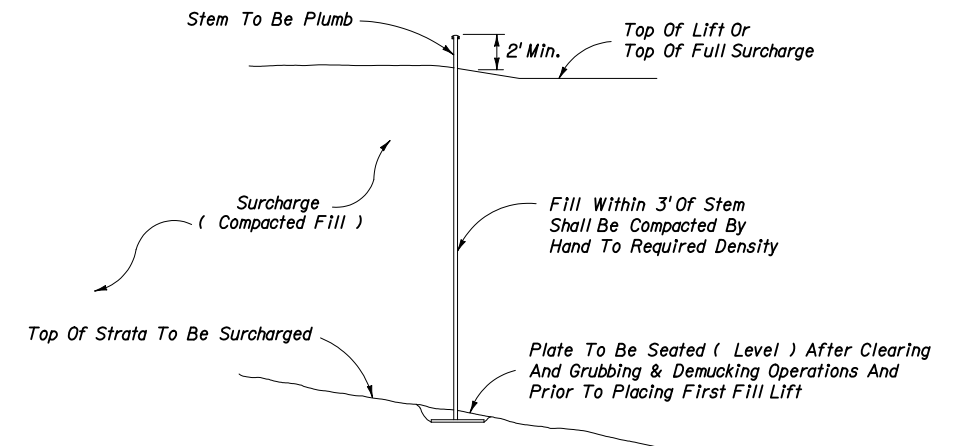 Stem To Be Plumb
2' Min.
Top Of Lift Or
Top Of Full Surcharge
Surcharge
( Compacted Fill )
Fill Within 3' Of Stem
Shall Be Compacted By
Hand To Required Density
Top Of Strata To Be Surcharged
Plate To Be Seated ( Level ) After Clearing
And Grubbing & Demucking Operations And
Prior To Placing First Fill Lift